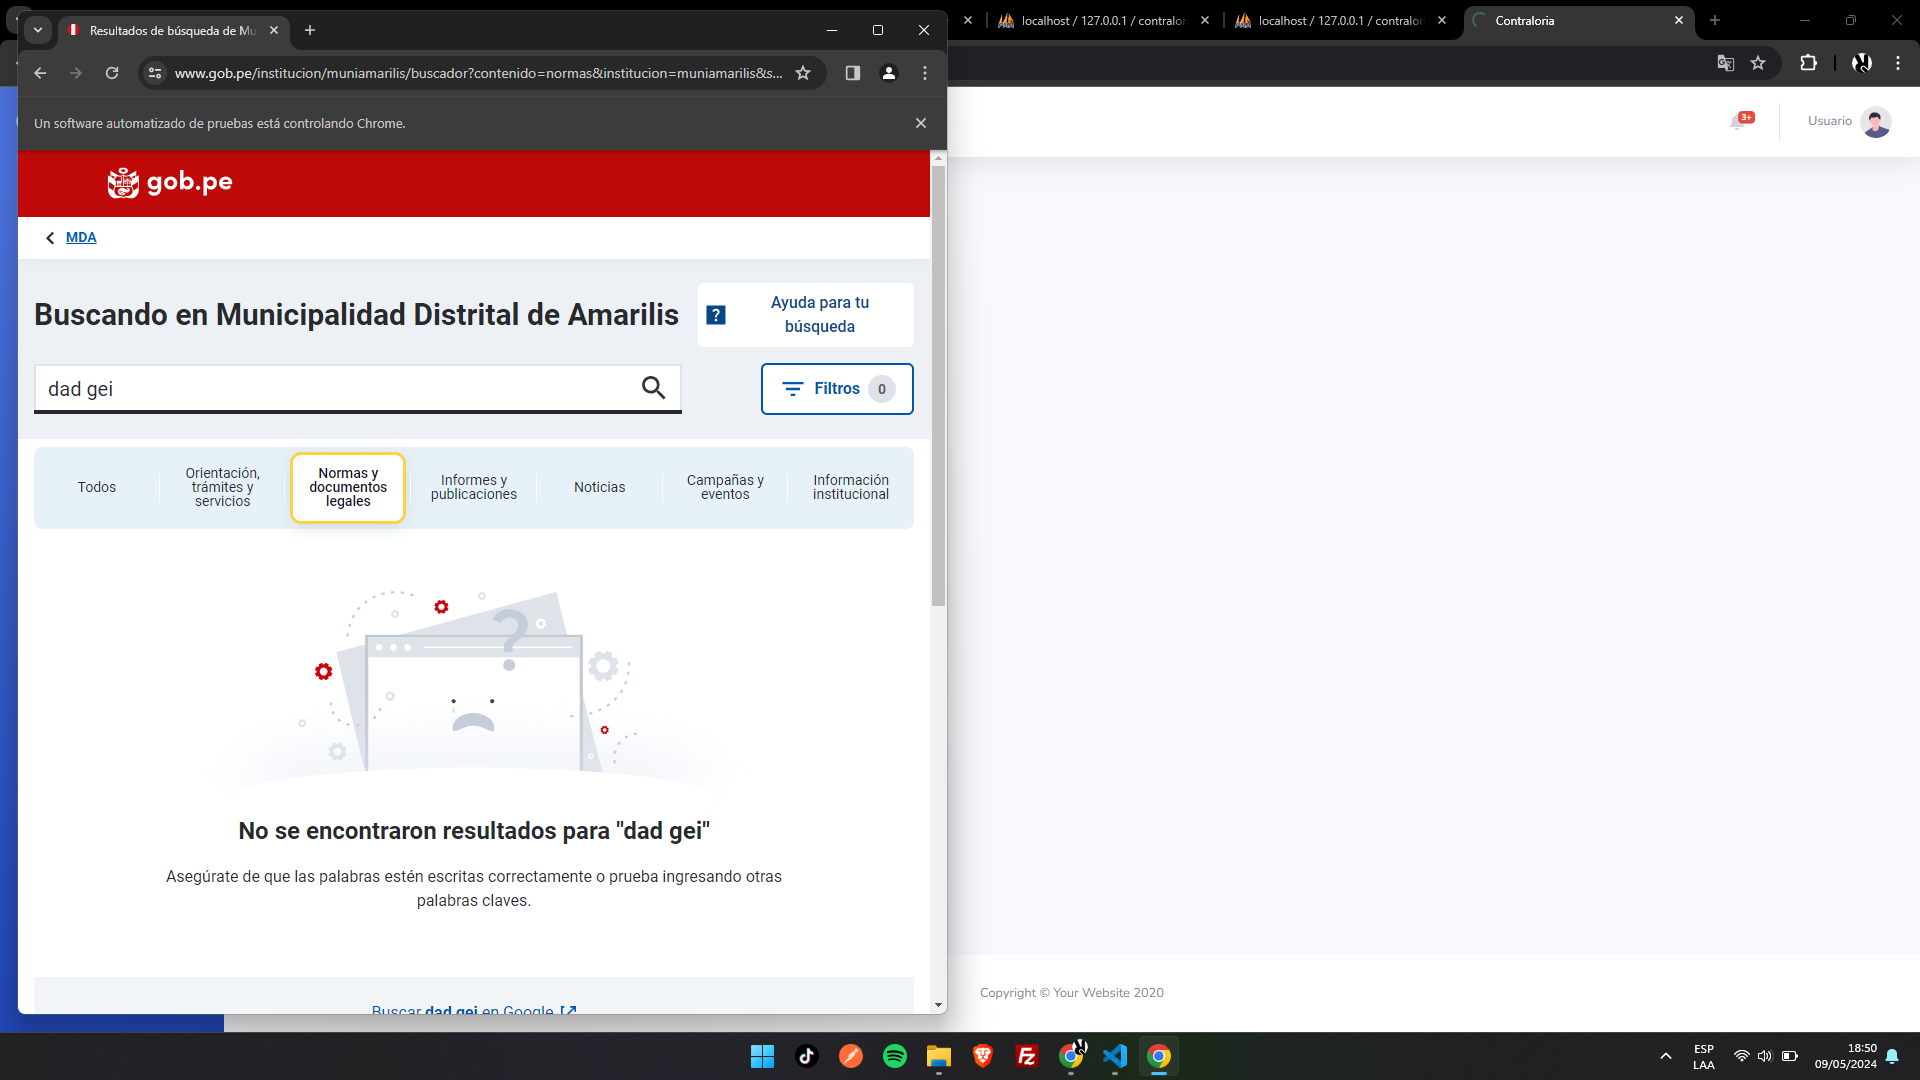 Resultados de búsqueda de Mu
localhost / 127.0.0.1 / contralor
localhost / 127.0.0.1 / contralor
Contraloria
www.gob.pe/institucion/muniamarilis/buscador?contenido=normas&institucion=muniamarilis&s...
Un software automatizado de pruebas está controlando Chrome.
3+
Usuario
gob.pe
MDA
Buscando en Municipalidad Distrital de Amarilis
? Ayuda para tu
búsqueda
dad gei
Filtros 0
Todos
Orientación,
trámites y
servicios
Normas y
documentos
legales
Informes y
publicaciones
Noticias
Campañas y
eventos
Información
institucional
?
No se encontraron resultados para "dad gei"
Asegúrate de que las palabras estén escritas correctamente o prueba ingresando otras
palabras claves.
Buscar dad gei en Google
Copyright © Your Website 2020
Fz
ESP
LAA
18:50
09/05/2024